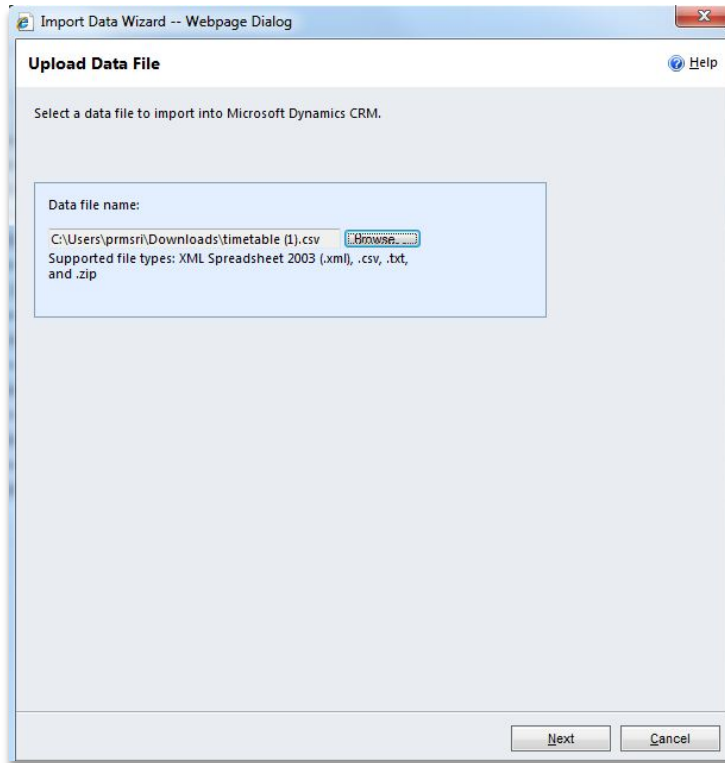 Import Data Wizard -- Webpage Dialog
Upload Data File
Help
Select a data file to import into Microsoft Dynamics CRM.
Data file name:
C:\Users\prmsri\Downloads\timetable (1).csv Browse...
Supported file types: XML Spreadsheet 2003 (.xml), .csv, .txt,
and .zip
Next Cancel